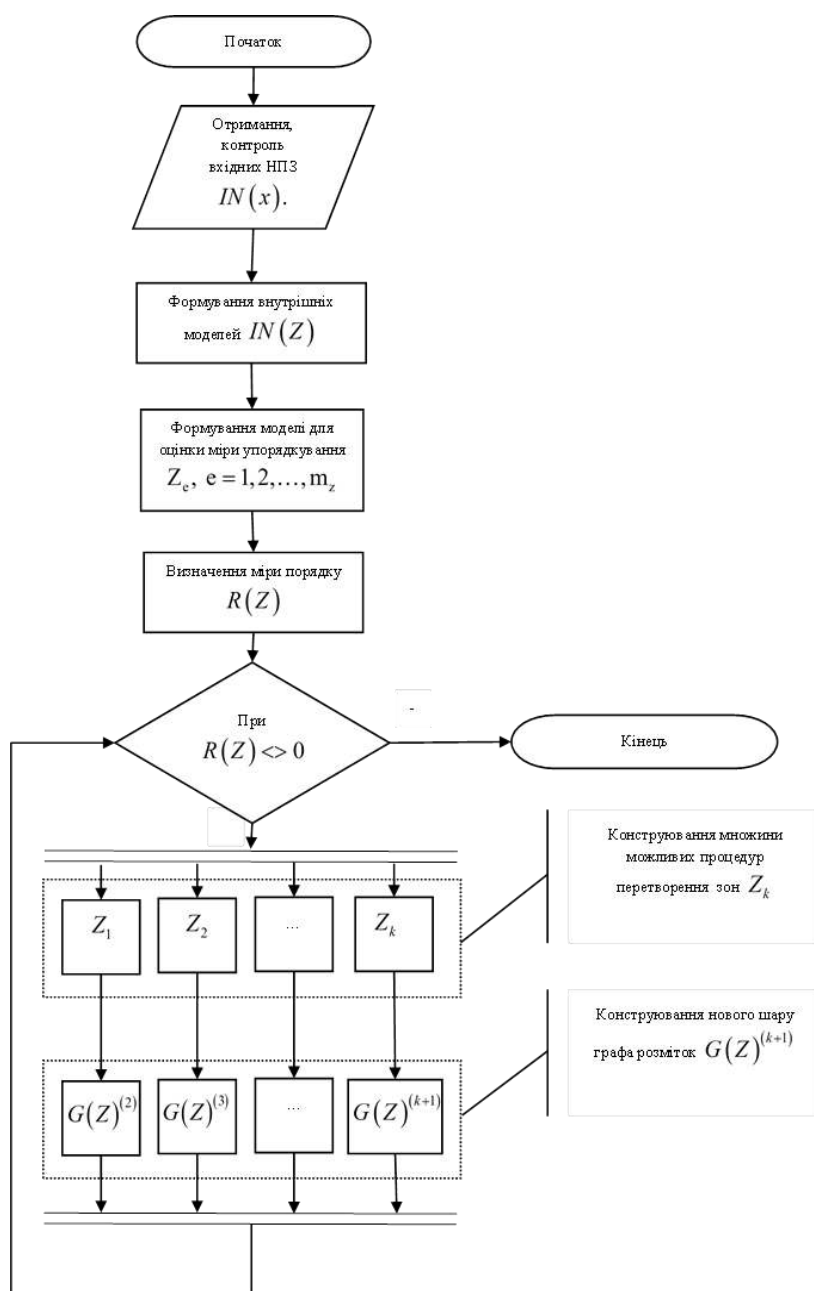 Початок
Отримання,
контроль
вхідних НПЗ
IN(x).
Формування внутрішніх
моделей IN(Z)
Формування моделі для
оцінки міри упорядкування
Z_e, e = 1,2,...,m_z
Визначення міри порядку
R(Z)
При
R(Z) <> 0
-
Кінець
Конструювання множини
можливих процедур
перетворення зон Z_k
Z_1 Z_2 ... Z_k
Конструювання нового шару
графа розміток G(Z)^(k+1)
G(Z)^(2) G(Z)^(3) ... G(Z)^(k+1)